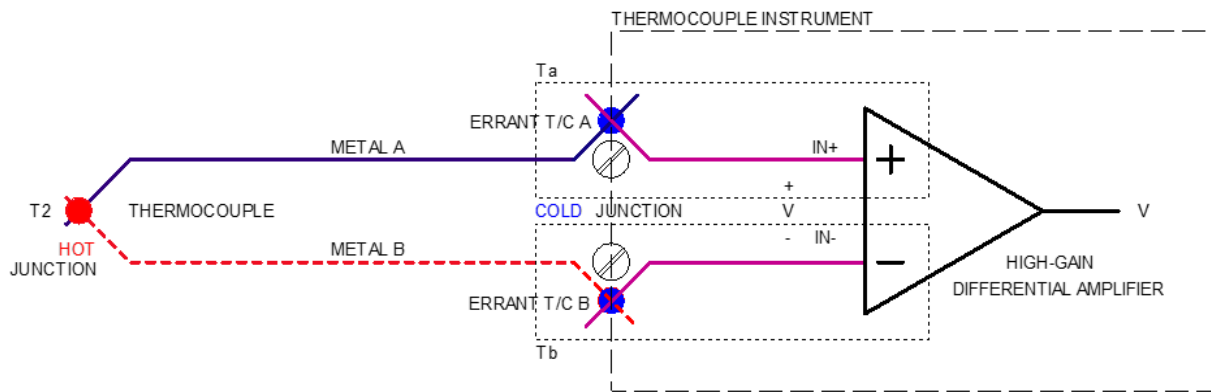 THERMOCOUPLE INSTRUMENT
Ta
ERRANT T/C A
METAL A
IN+
+
+
T2
THERMOCOUPLE
COLD JUNCTION
V
V
HOT
JUNCTION
METAL B
-
IN-
−
HIGH-GAIN
DIFFERENTIAL AMPLIFIER
ERRANT T/C B
Tb